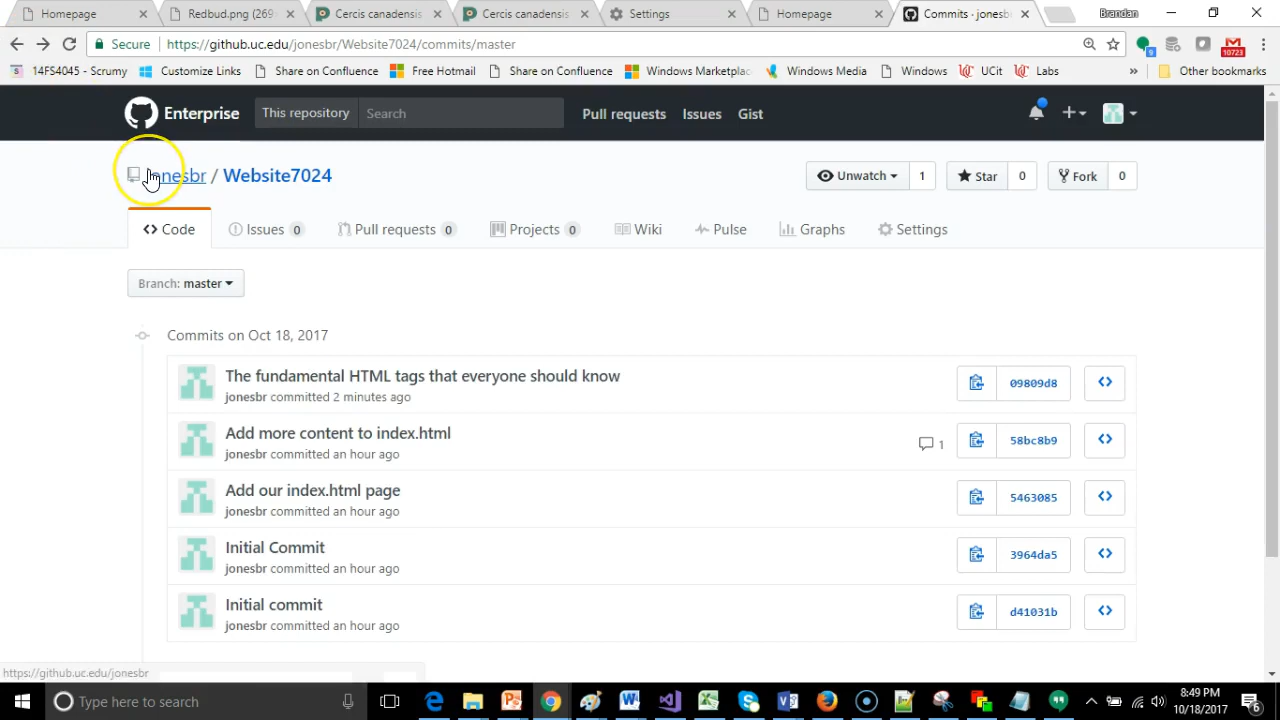 Homepage
Redbud.png (269
Cercis canadensis
Cercis canadensis
Settings
Homepage
Commits - jonesbr
Brandan
Secure
https://github.uc.edu/jonesbr/Website7024/commits/master
9
10723
14FS4045 - Stormy
Customize Links
Share on Confluence
Free Hotmail
Share on Confluence
Windows Marketplac
Windows Media
Windows
UCit
Labs
»
Other bookmarks
Enterprise
This repository
Search
Pull requests
Issues
Gist
jonesbr / Website7024
Unwatch
1
Star
0
Fork
0
Code
Issues 0
Pull requests 0
Projects 0
Wiki
Pulse
Graphs
Settings
Branch: master
Commits on Oct 18, 2017
The fundamental HTML tags that everyone should know
jonesbr committed 2 minutes ago
09809d8
Add more content to index.html
jonesbr committed an hour ago
1
58bc8b9
Add our index.html page
jonesbr committed an hour ago
5463085
Initial Commit
jonesbr committed an hour ago
3964da5
Initial commit
jonesbr committed an hour ago
d41031b
https://github.uc.edu/jonesbr
Type here to search
8:49 PM
10/18/2017
6